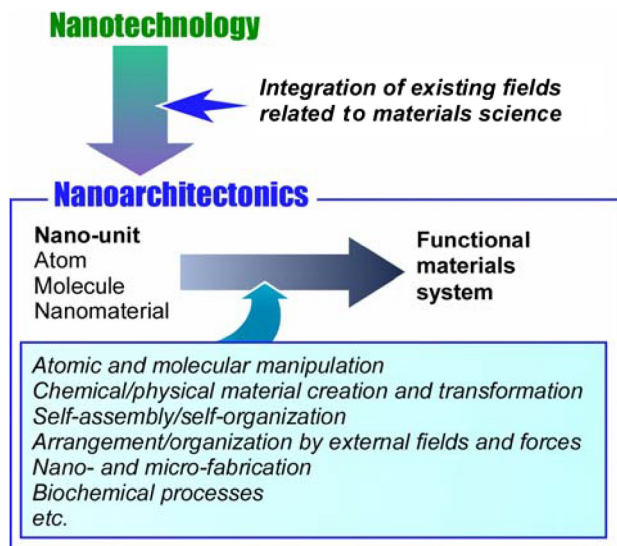 Nanotechnology
Integration of existing fields
related to materials science
Nanoarchitectonics
Nano-unit
Atom
Molecule
Nanomaterial
Functional
materials
system
Atomic and molecular manipulation
Chemical/physical material creation and transformation
Self-assembly/self-organization
Arrangement/organization by external fields and forces
Nano- and micro-fabrication
Biochemical processes
etc.